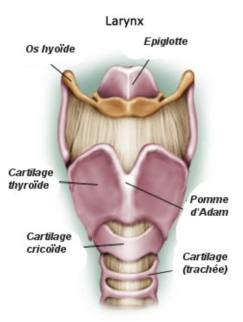 Larynx
Os hyoïde
Epiglotte
Cartilage
thyroïde
Pomme
d'Adam
Cartilage
cricoïde
Cartilage
(trachée)